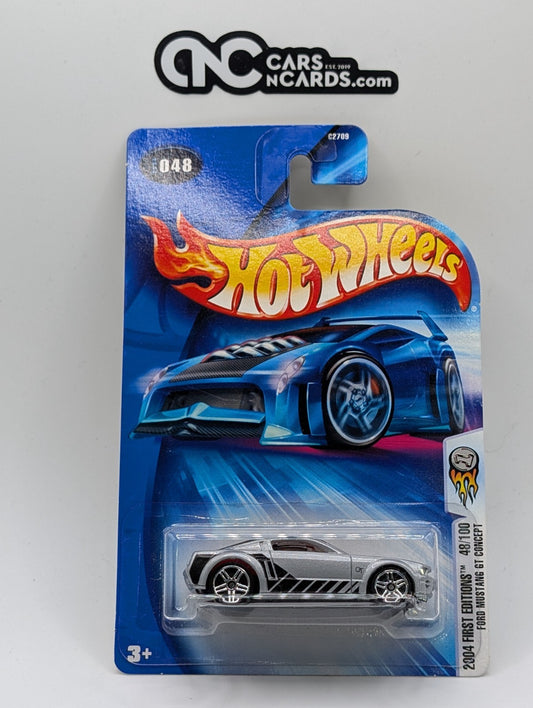 CNC
CARS
EST. 2019
NCARDS.com
C2709
048
HOT WHEELS
®
2004 FIRST EDITIONS™ 48/100
FORD MUSTANG GT CONCEPT
3+